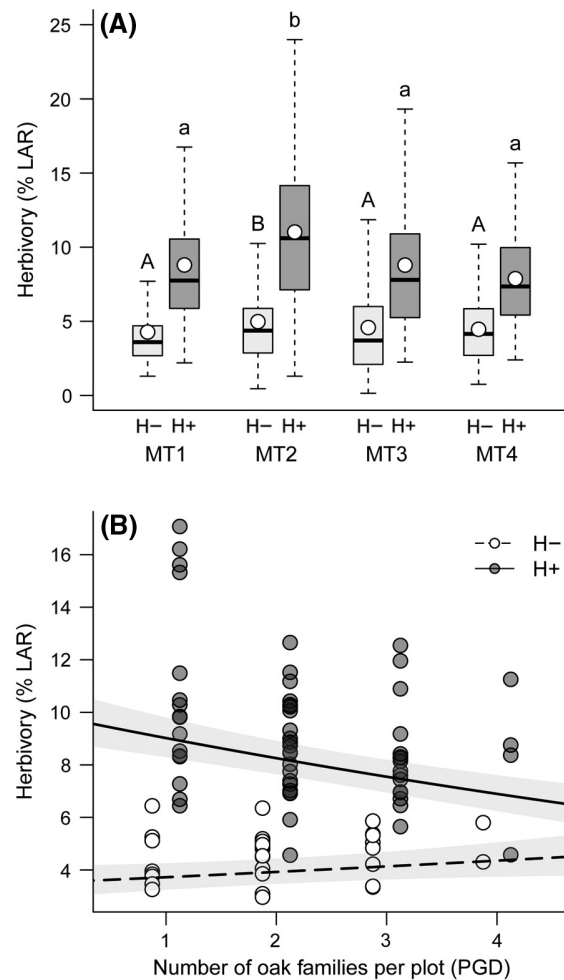 (A)
Herbivory (% LAR)
25
20
15
10
5
0
A a B b A a A a
H− H+ H− H+ H− H+ H− H+
MT1 MT2 MT3 MT4
(B)
H−
H+
Herbivory (% LAR)
16
14
12
10
8
6
4
1 2 3 4
Number of oak families per plot (PGD)